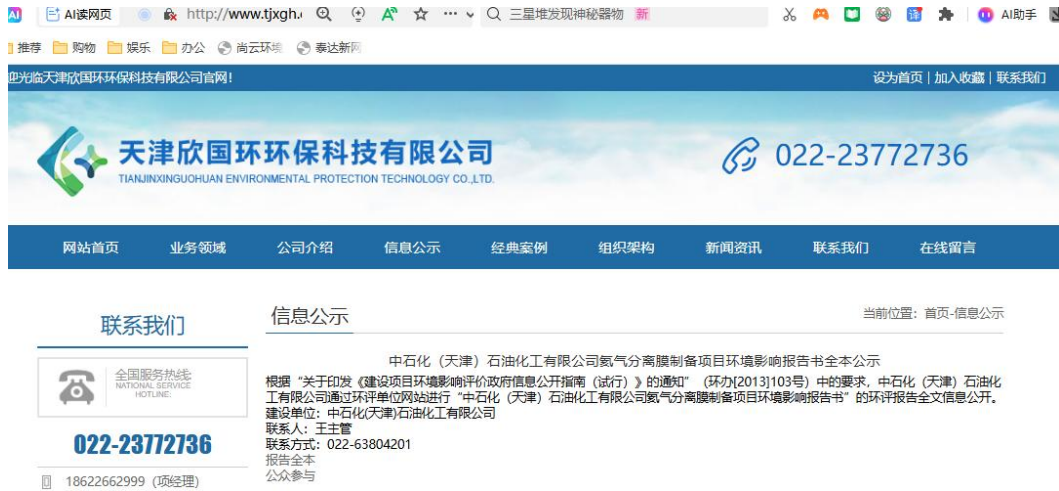 AI读网页
http://www.tjxgh.
三星堆发现神秘器物 新
译
AI助手
推荐 购物 娱乐 办公 尚云环境 泰达新网
迎光临天津欣国环环保科技有限公司官网!
设为首页 | 加入收藏 | 联系我们
天津欣国环环保科技有限公司
TIANJINXINGUOHUAN ENVIRONMENTAL PROTECTION TECHNOLOGY CO.,LTD.
022-23772736
网站首页 业务领域 公司介绍 信息公示 经典案例 组织架构 新闻资讯 联系我们 在线留言
联系我们
全国服务热线:
NATIONAL SERVICE
HOTLINE:
022-23772736
18622662999（项经理）
信息公示
当前位置：首页-信息公示
中石化（天津）石油化工有限公司氦气分离膜制备项目环境影响报告书全本公示
根据“关于印发《建设项目环境影响评价政府信息公开指南（试行）》的通知”（环办[2013]103号）中的要求，中石化（天津）石油化
工有限公司通过环评单位网站进行“中石化（天津）石油化工有限公司氦气分离膜制备项目环境影响报告书”的环评报告全文信息公开。
建设单位：中石化(天津)石油化工有限公司
联系人：王主管
联系方式：022-63804201
报告全本
公众参与